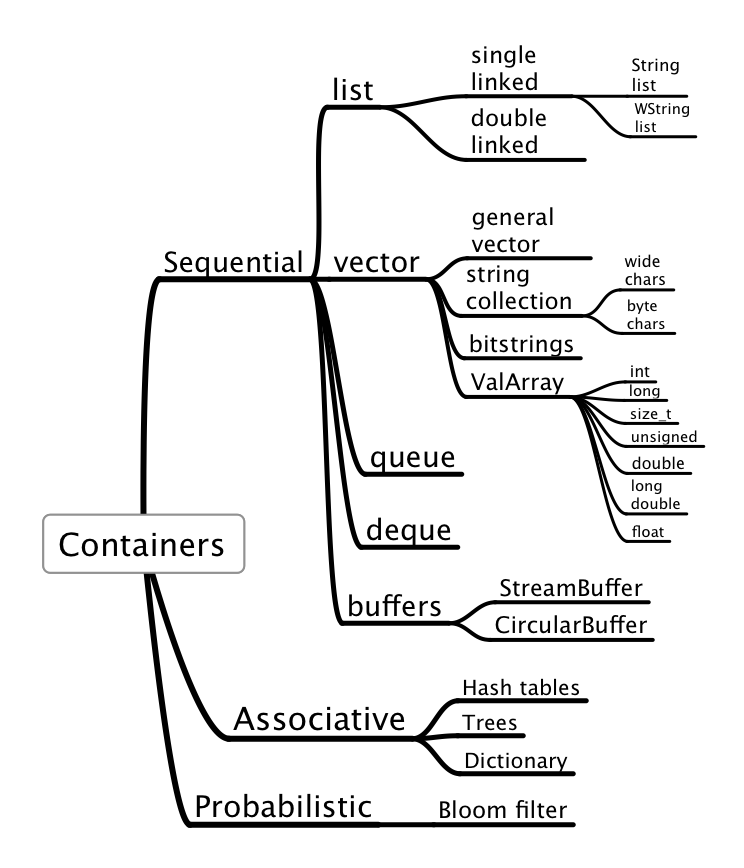 single
linked
String
list
list
WString
list
double
linked
Sequential
vector
general
vector
string
collection
wide
chars
byte
chars
bitstrings
ValArray
int
long
size_t
unsigned
double
long
double
float
queue
deque
Containers
buffers
StreamBuffer
CircularBuffer
Associative
Hash tables
Trees
Dictionary
Probabilistic
Bloom filter